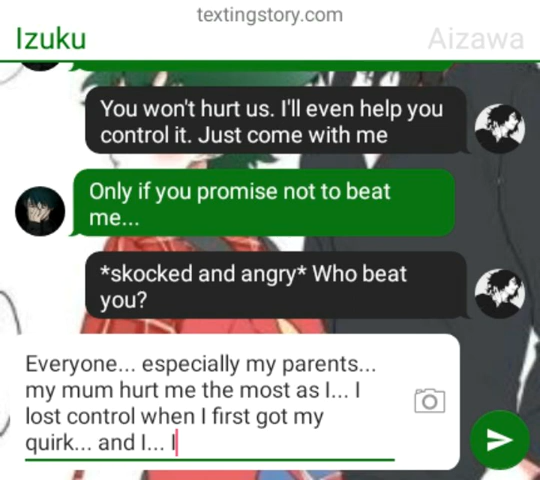 textingstory.com
Izuku
Aizawa
You won't hurt us. I'll even help you
control it. Just come with me
Only if you promise not to beat
me...
*skocked and angry* Who beat
you?
Everyone... especially my parents...
my mum hurt me the most as I... I
lost control when I first got my
quirk... and I... I